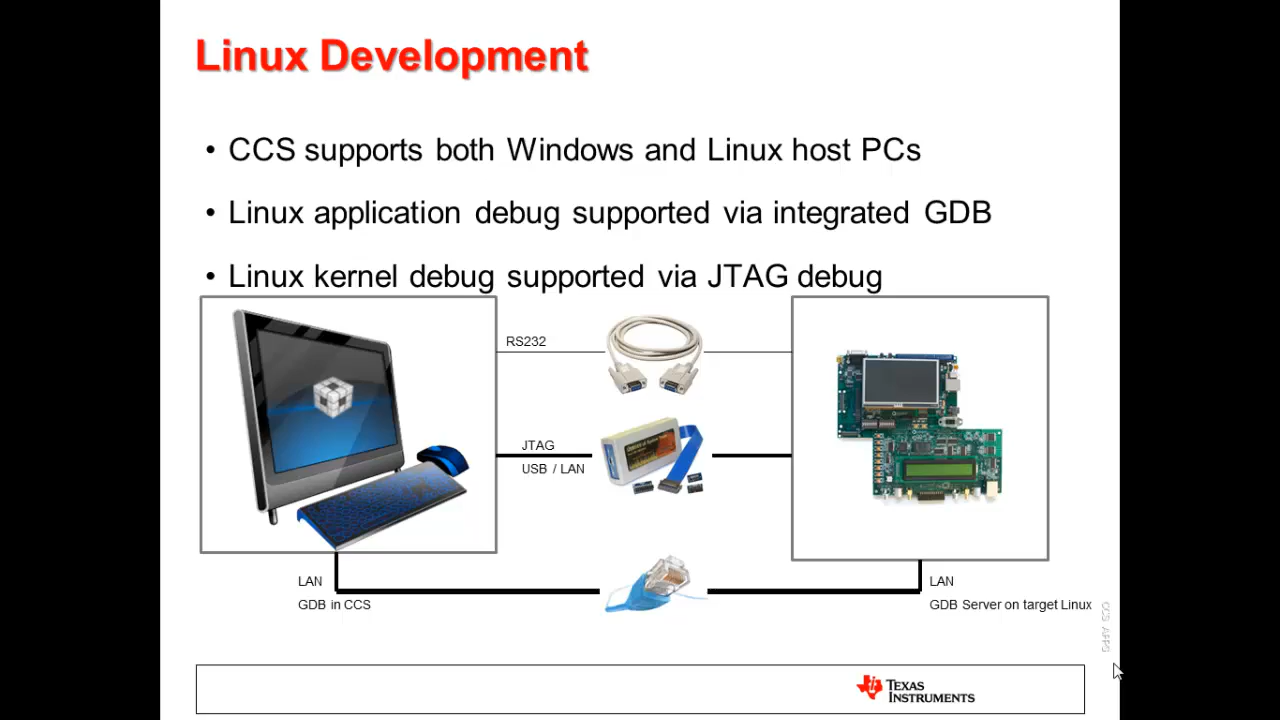 Linux Development
• CCS supports both Windows and Linux host PCs
• Linux application debug supported via integrated GDB
• Linux kernel debug supported via JTAG debug
RS232
JTAG
USB / LAN
LAN
GDB in CCS
LAN
GDB Server on target Linux
CCS APPS
TEXAS
INSTRUMENTS